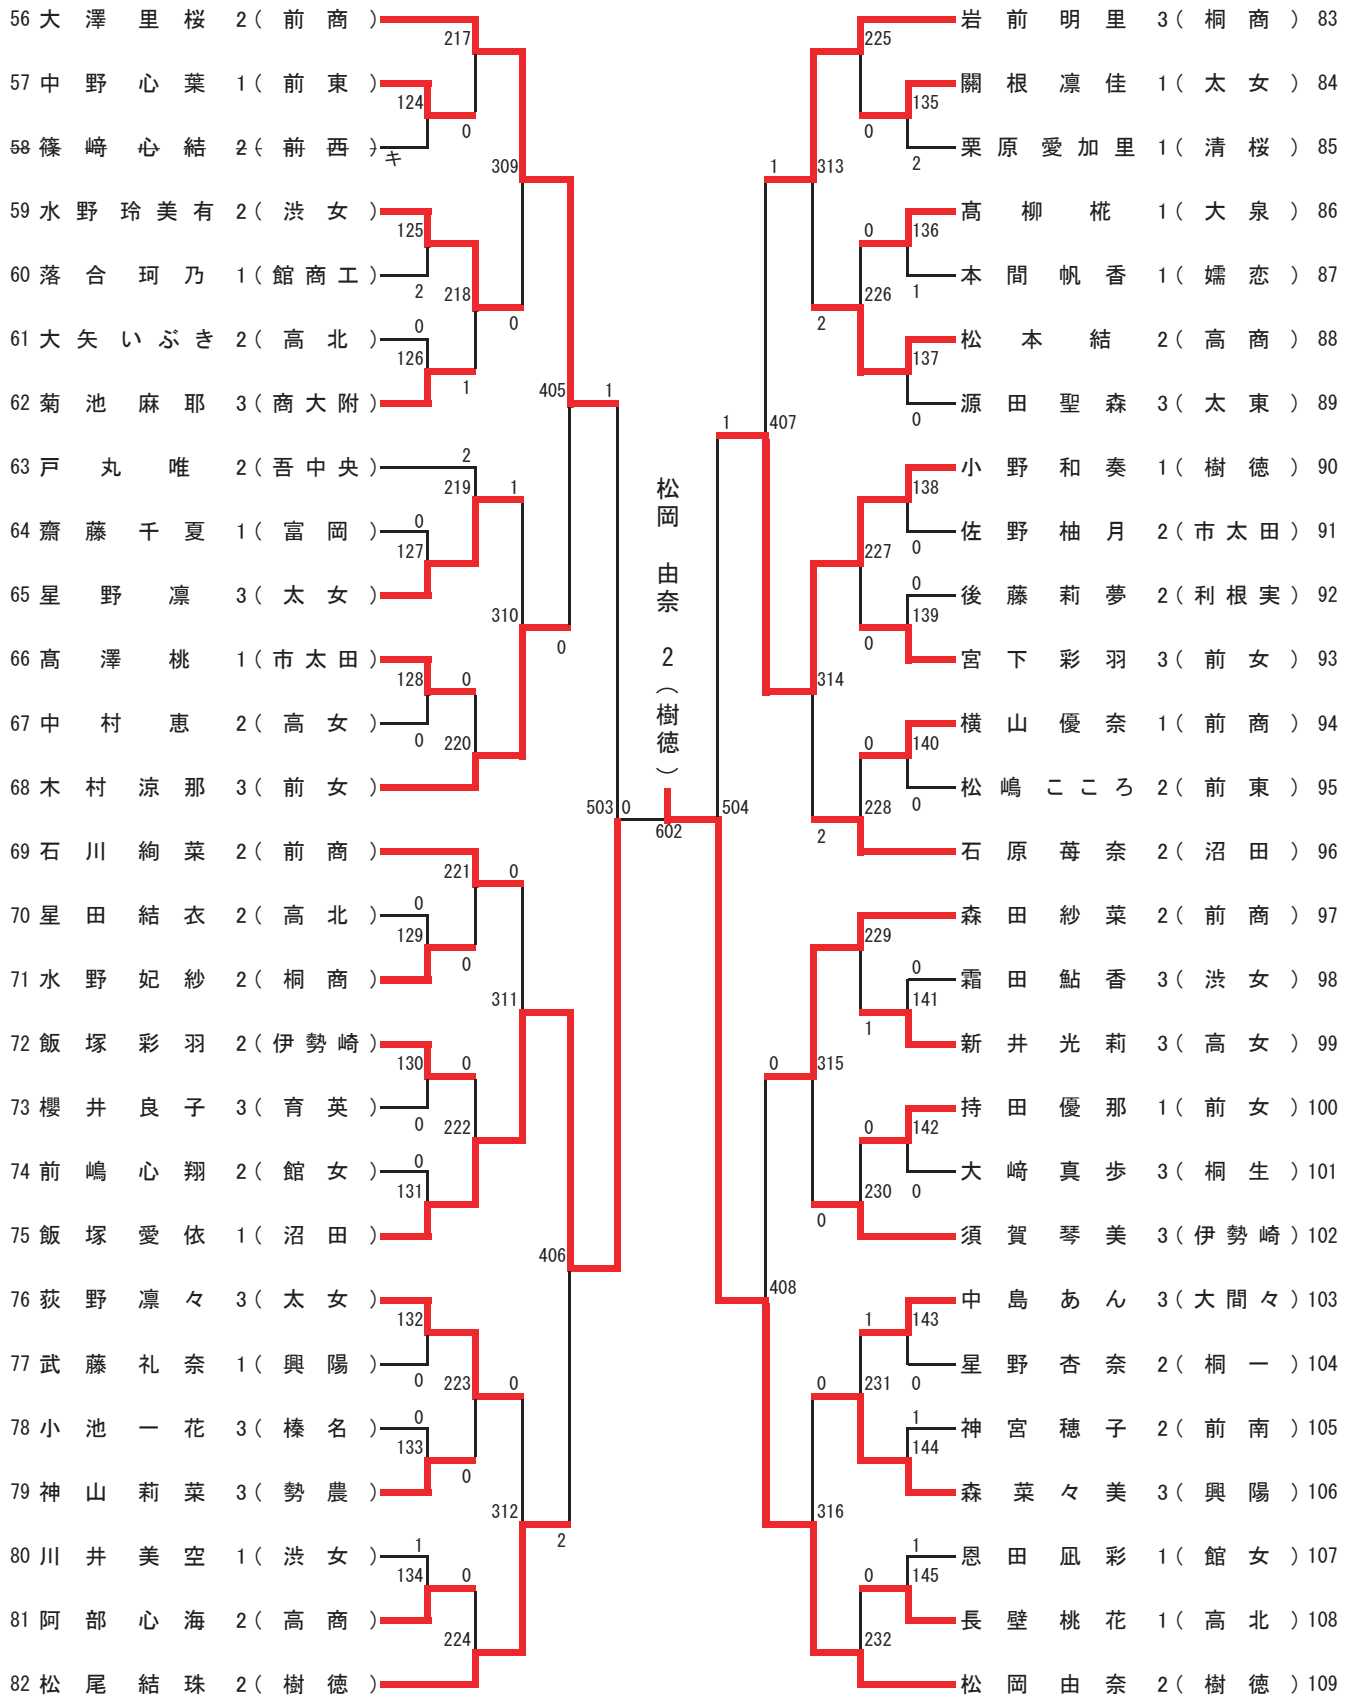 56 大澤里桜 2(前商)
217
57 中野心葉 1(前東)
124
0
58 篠﨑心結 2(前西)
キ
309
59 水野玲美有 2(渋女)
125
60 落合珂乃 1(館商工)
2
218
0
61 大矢いぶき 2(高北)
0
126
1
62 菊池麻耶 3(商大附)
405
1
63 戸丸唯 2(吾中央)
2
219
1
64 齋藤千夏 1(富岡)
0
127
65 星野凛 3(太女)
310
0
66 髙澤桃 1(市太田)
128
0
67 中村恵 2(高女)
0
220
68 木村涼那 3(前女)
503
0
69 石川絢菜 2(前商)
221
0
70 星田結衣 2(高北)
0
129
0
71 水野妃紗 2(桐商)
311
72 飯塚彩羽 2(伊勢崎)
130
0
73 櫻井良子 3(育英)
0
222
74 前嶋心翔 2(館女)
0
131
75 飯塚愛依 1(沼田)
406
76 荻野凛々 3(太女)
132
77 武藤礼奈 1(興陽)
0
223
0
78 小池一花 3(榛名)
0
133
0
79 神山莉菜 3(勢農)
312
2
80 川井美空 1(渋女)
1
134
0
81 阿部心海 2(高商)
224
82 松尾結珠 2(樹徳)
松岡 由奈 2(樹徳)
602
岩前明里 3(桐商) 83
225
關根凛佳 1(太女) 84
135
0
栗原愛加里 1(清桜) 85
2
1
313
髙柳椛 1(大泉) 86
0
136
本間帆香 1(嬬恋) 87
1
226
2
松本結 2(高商) 88
137
源田聖森 3(太東) 89
0
1
407
小野和奏 1(樹徳) 90
138
佐野柚月 2(市太田) 91
0
227
後藤莉夢 2(利根実) 92
0
139
0
宮下彩羽 3(前女) 93
314
横山優奈 1(前商) 94
0
140
松嶋こころ 2(前東) 95
0
228
2
石原苺奈 2(沼田) 96
504
森田紗菜 2(前商) 97
229
霜田鮎香 3(渋女) 98
0
141
1
新井光莉 3(高女) 99
0
315
持田優那 1(前女) 100
0
142
大﨑真歩 3(桐生) 101
0
230
0
須賀琴美 3(伊勢崎) 102
408
中島あん 3(大間々) 103
1
143
星野杏奈 2(桐一) 104
0
0
231
神宮穂子 2(前南) 105
1
144
森菜々美 3(興陽) 106
316
恩田凪彩 1(館女) 107
1
0
145
長壁桃花 1(高北) 108
232
松岡由奈 2(樹徳) 109